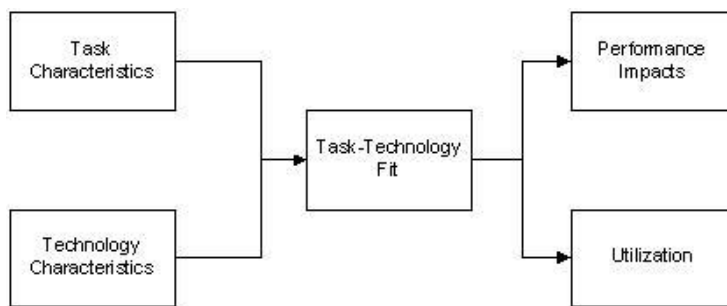 Task
Characteristics
Performance
Impacts
Task-Technology
Fit
Technology
Characteristics
Utilization